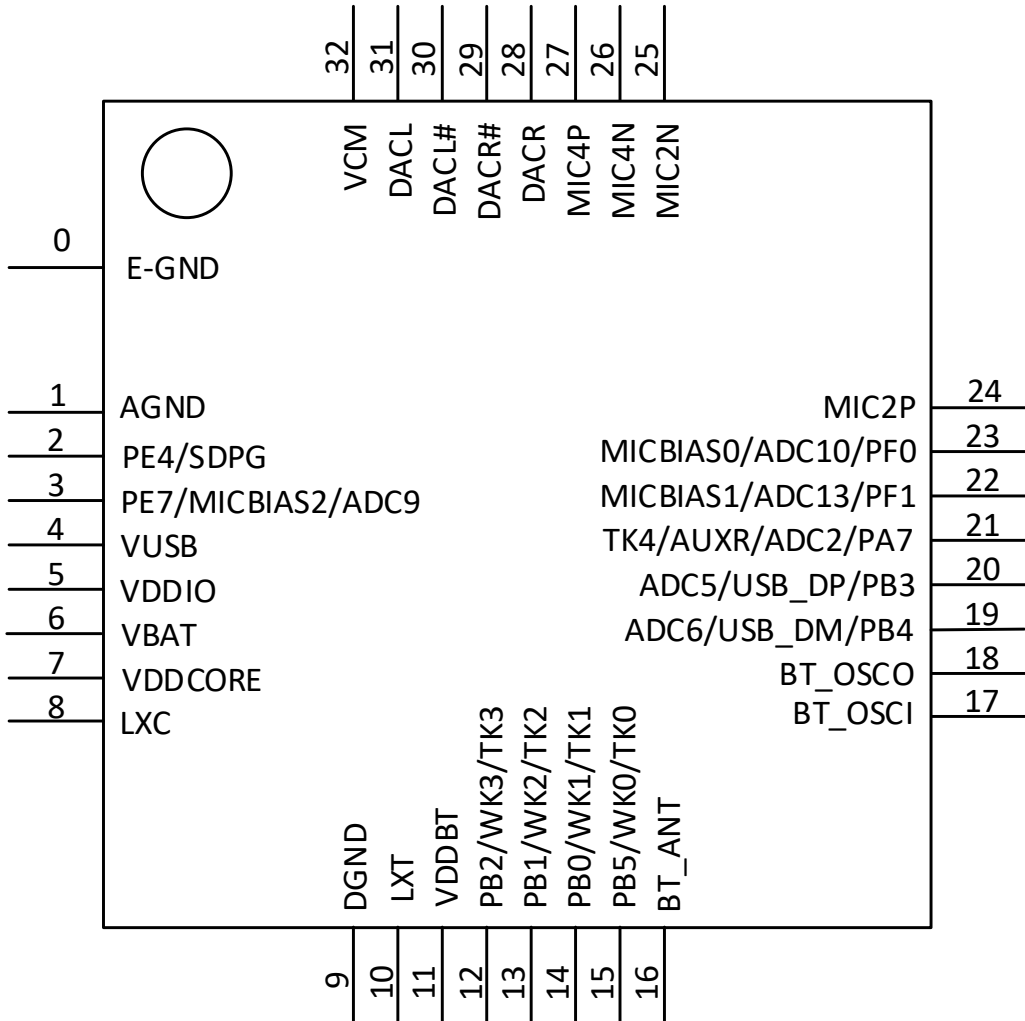 32 31 30 29 28 27 26 25
VCM DACL DACL# DACR# DACR MIC4P MIC4N MIC2N
0 E-GND
1 AGND
2 PE4/SDPG
3 PE7/MICBIAS2/ADC9
4 VUSB
5 VDDIO
6 VBAT
7 VDDCORE
8 LXC
MIC2P 24
MICBIAS0/ADC10/PF0 23
MICBIAS1/ADC13/PF1 22
TK4/AUXR/ADC2/PA7 21
ADC5/USB_DP/PB3 20
ADC6/USB_DM/PB4 19
BT_OSCO 18
BT_OSCI 17
DGND LXT VDDBT PB2/WK3/TK3 PB1/WK2/TK2 PB0/WK1/TK1 PB5/WK0/TK0 BT_ANT
9 10 11 12 13 14 15 16